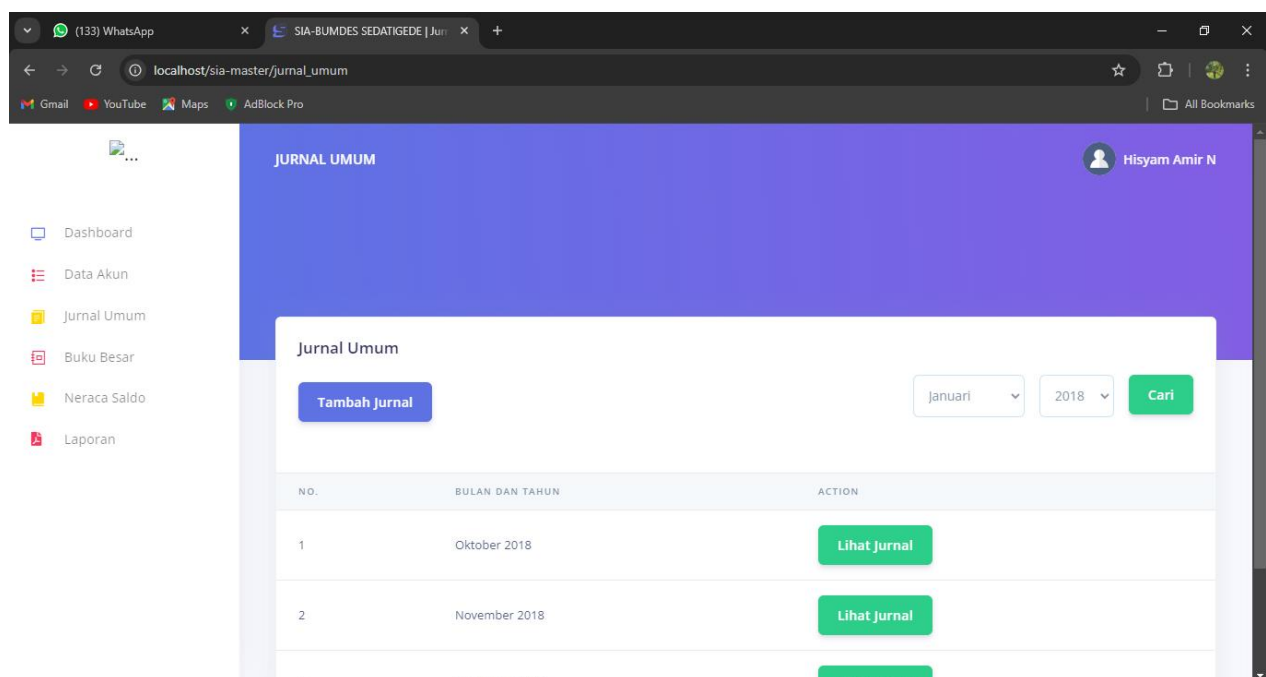 (133) WhatsApp
SIA-BUMDES SEDATIGEDE | Jur
localhost/sia-master/jurnal_umum
Gmail YouTube Maps AdBlock Pro All Bookmarks
...
JURNAL UMUM
Hisyam Amir N
Dashboard
Data Akun
Jurnal Umum
Buku Besar
Neraca Saldo
Laporan
Jurnal Umum
Tambah Jurnal
Januari 2018 Cari
NO. BULAN DAN TAHUN ACTION
1 Oktober 2018 Lihat Jurnal
2 November 2018 Lihat Jurnal